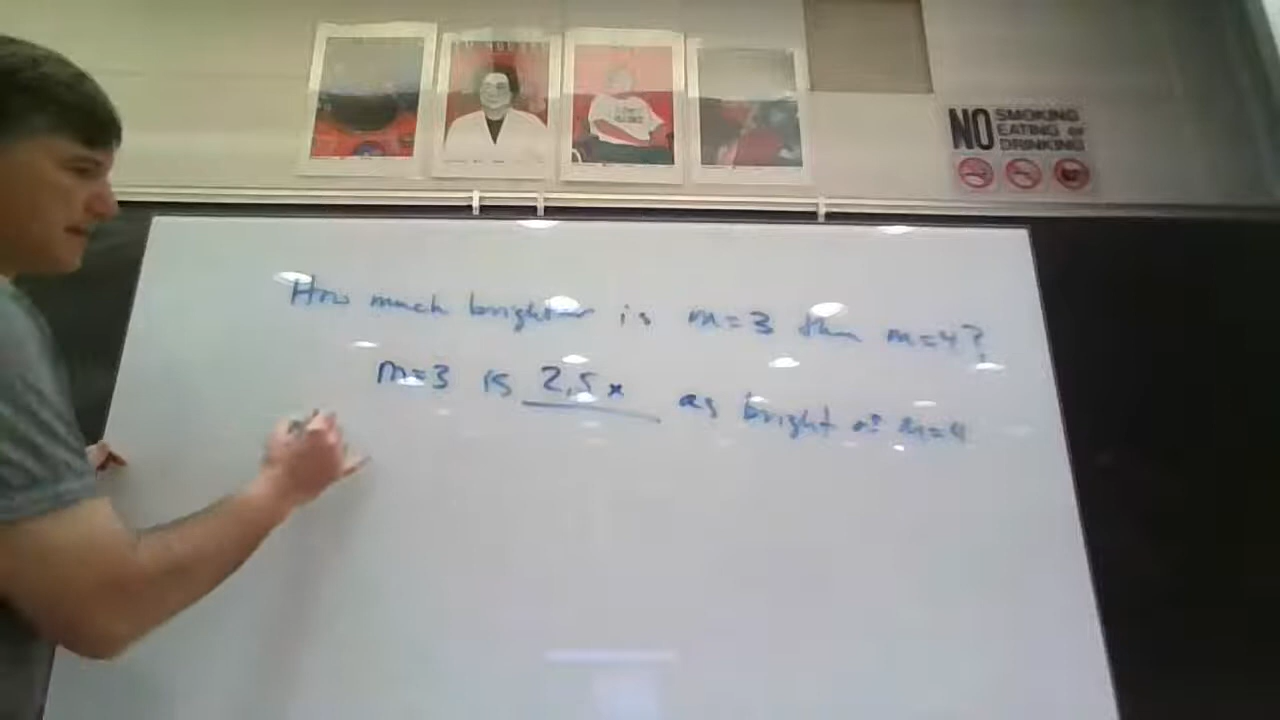 NO SMOKING
EATING or
DRINKING
How much brighter is m=3 than m=4?
m=3 is 2.5x as bright as m=4